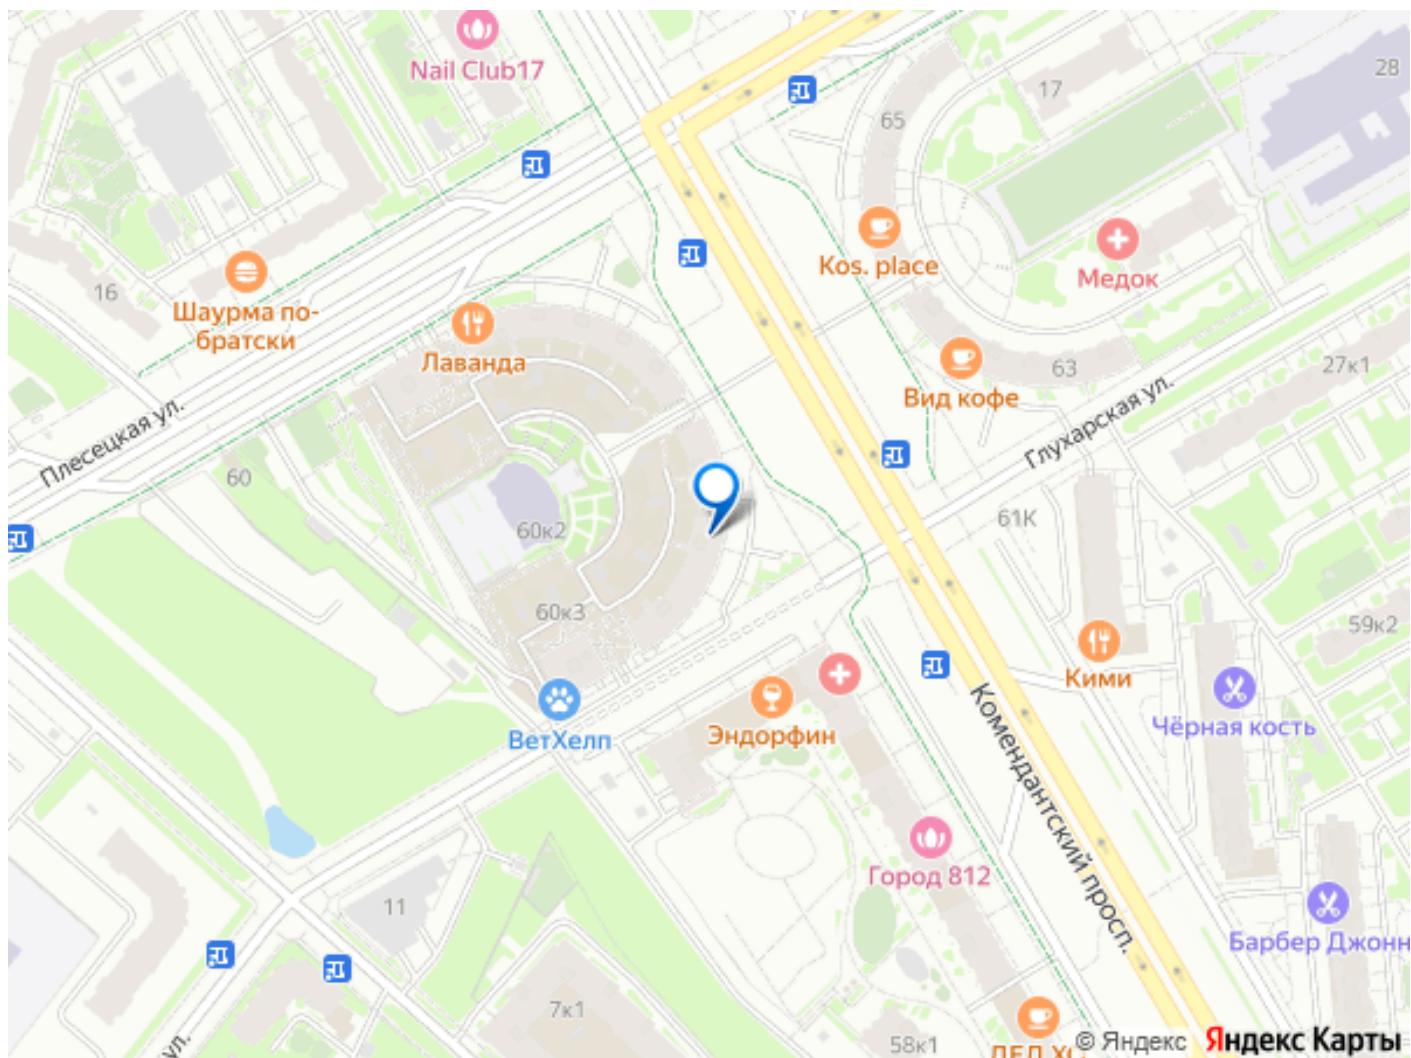 Nail Club17
28
17
65
Kos. place
Медок
16
Шаурма по-
братски
Лаванда
63
27к1
Вид кофе
Глухарская ул.
Плесецкая ул.
60
60к2
61К
60к3
59к2
Кими
ВетХелп
Эндорфин
Чёрная кость
Комендантский просп.
Город 812
11
Барбер Джонн
7к1
58к1
ул.
© Яндекс Яндекс Карты